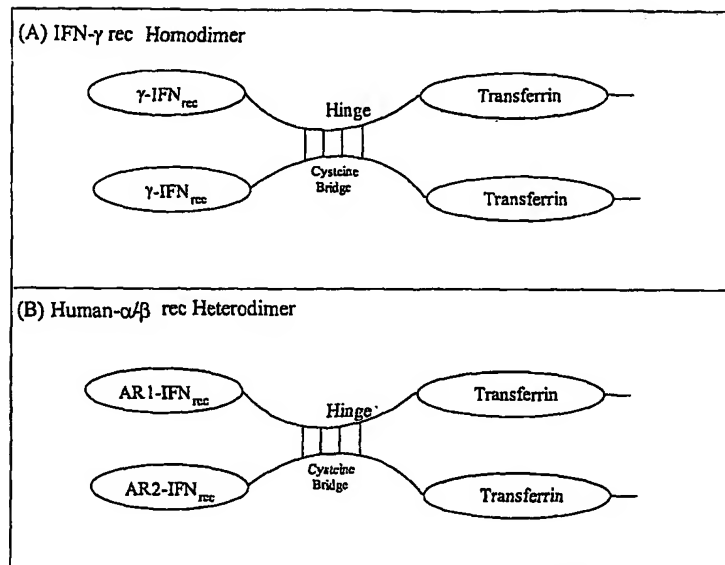 (A) IFN-γ rec Homodimer
γ-IFNrec
Hinge
Transferrin
Cysteine
Bridge
γ-IFNrec
Transferrin
(B) Human-α/β rec Heterodimer
AR1-IFNrec
Hinge
Transferrin
Cysteine
Bridge
AR2-IFNrec
Transferrin